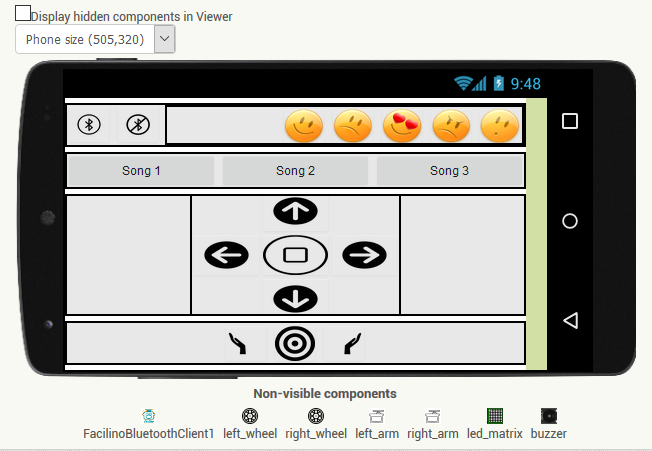 Display hidden components in Viewer
Phone size (505,320)
9:48
Song 1 Song 2 Song 3
Non-visible components
FacilinoBluetoothClient1 left_wheel right_wheel left_arm right_arm led_matrix buzzer